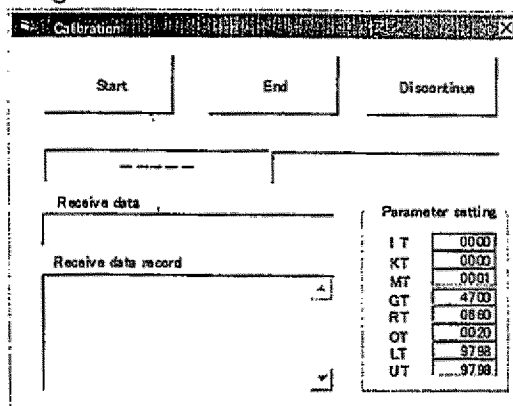 Calibration
Start End Discontinue
-----
Receive data
Receive data record
Parameter setting
IT 0000
KT 0000
MT 0001
GT 4700
RT 0860
OT 0020
LT 9798
UT 9798